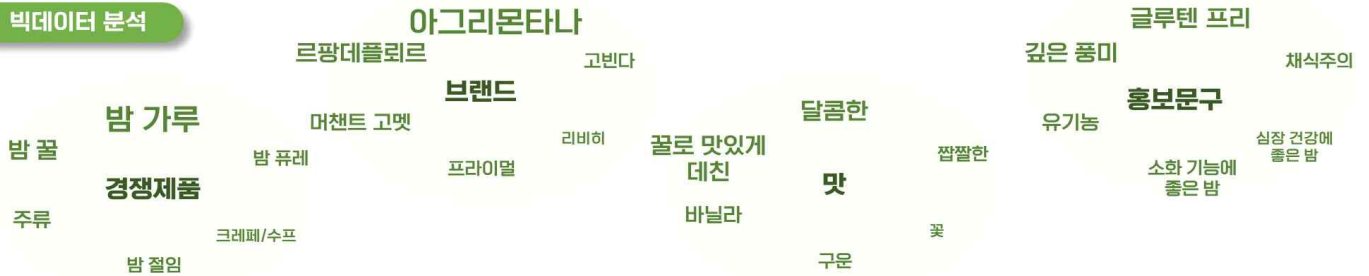 빅데이터 분석
밤 가루
밤 꿀
밤 퓨레
경쟁제품
주류
크레페/수프
밤 절임
아그리몬타나
르팡데플뢰르
고빈다
브랜드
머챈트 고멧
리비히
프라이멀
달콤한
꿀로 맛있게
데친
짭짤한
맛
바닐라
꽃
구운
글루텐 프리
깊은 풍미
채식주의
홍보문구
유기농
심장 건강에
좋은 밤
소화 기능에
좋은 밤